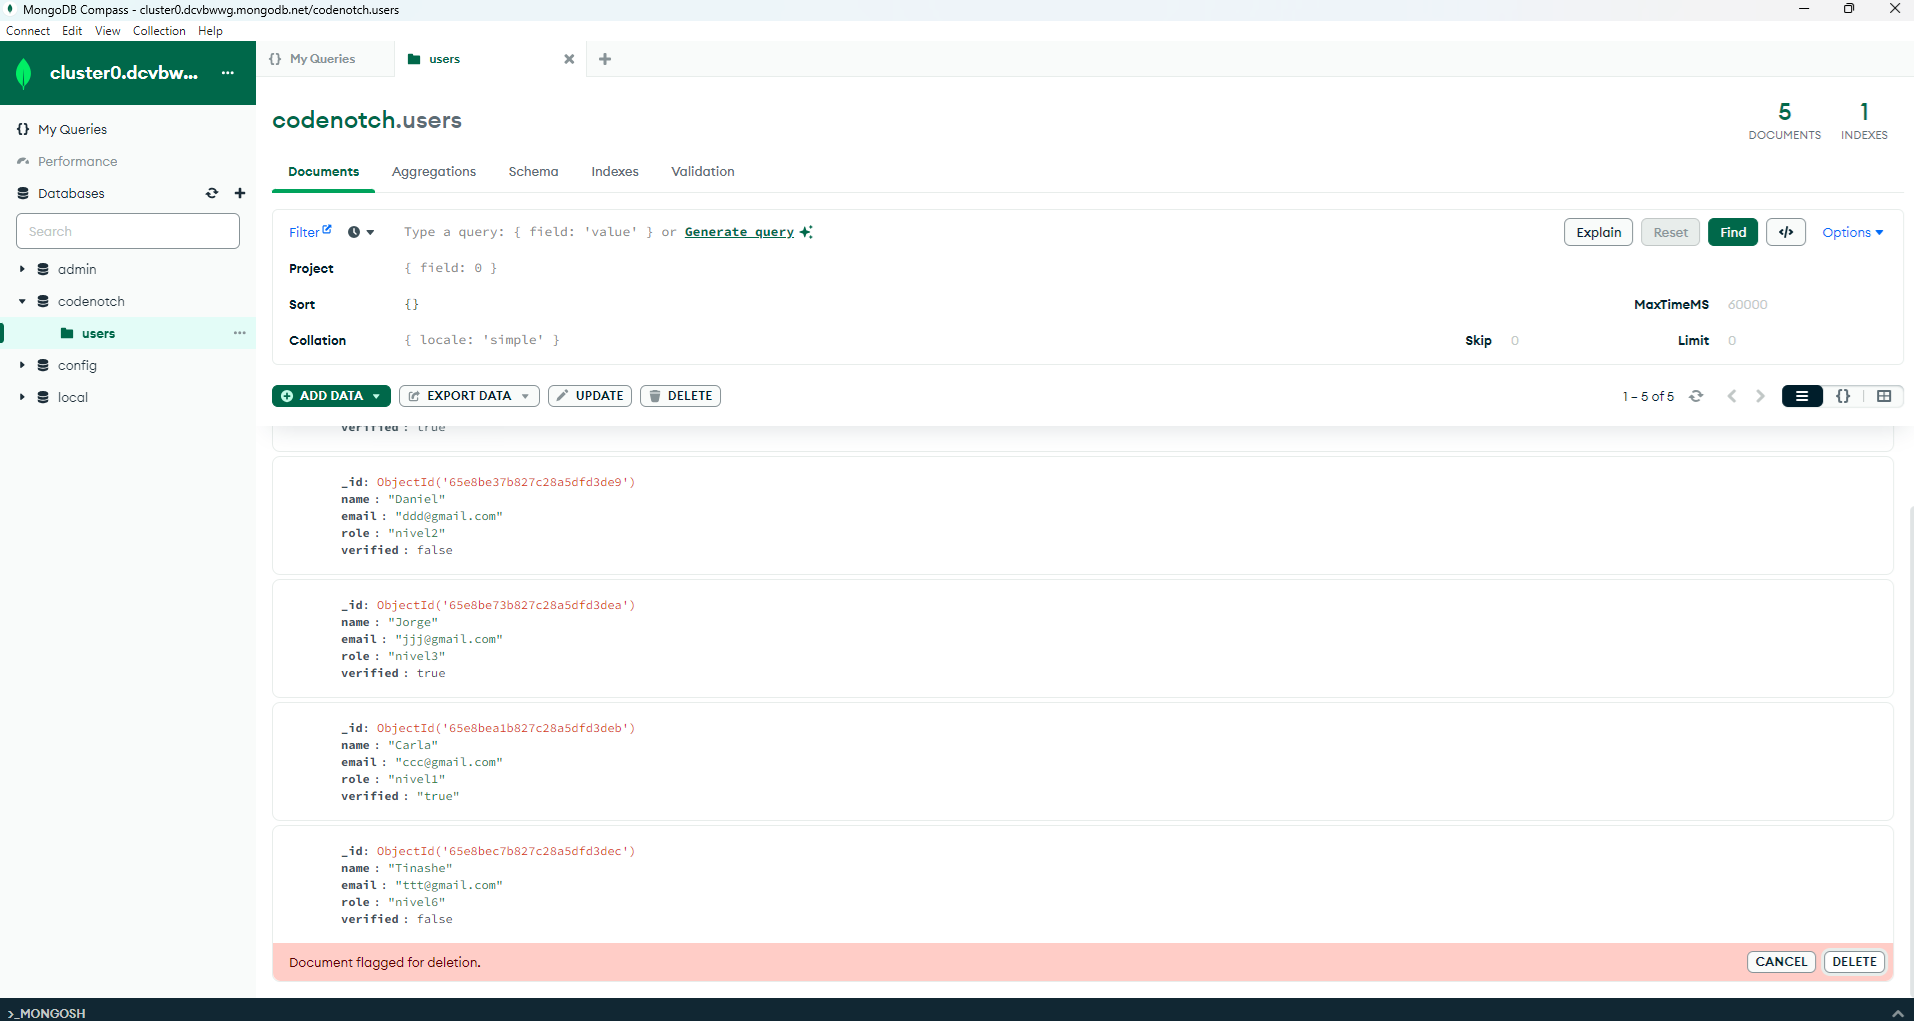 MongoDB Compass - cluster0.dcvbwwg.mongodb.net/codenotch.users
Connect Edit View Collection Help
cluster0.dcvbw... ...
{} My Queries
users
{} My Queries
Performance
Databases
Search
admin
codenotch
users ...
config
local
codenotch.users
5 DOCUMENTS
1 INDEXES
Documents Aggregations Schema Indexes Validation
Filter Type a query: { field: 'value' } or Generate query Explain Reset Find </> Options
Project { field: 0 }
Sort {} MaxTimeMS 60000
Collation { locale: 'simple' } Skip 0 Limit 0
ADD DATA EXPORT DATA UPDATE DELETE 1 – 5 of 5 {}
verified : true
_id: ObjectId('65e8be37b827c28a5dfd3de9')
name : "Daniel"
email : "ddd@gmail.com"
role : "nivel2"
verified : false
_id: ObjectId('65e8be73b827c28a5dfd3dea')
name : "Jorge"
email : "jjj@gmail.com"
role : "nivel3"
verified : true
_id: ObjectId('65e8bea1b827c28a5dfd3deb')
name : "Carla"
email : "ccc@gmail.com"
role : "nivel1"
verified : "true"
_id: ObjectId('65e8bec7b827c28a5dfd3dec')
name : "Tinashe"
email : "ttt@gmail.com"
role : "nivel6"
verified : false
Document flagged for deletion. CANCEL DELETE
>_MONGOSH